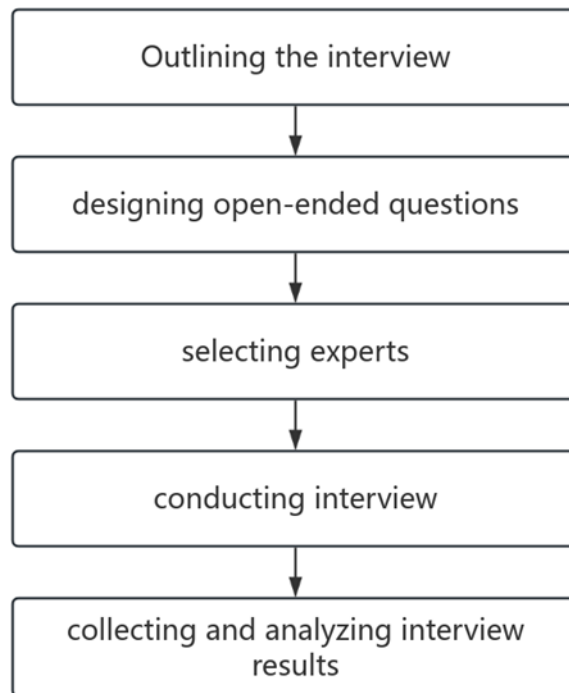 Outlining the interview
designing open-ended questions
selecting experts
conducting interview
collecting and analyzing interview
results